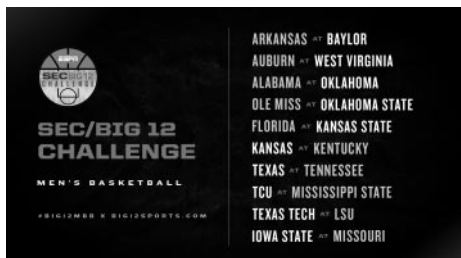 ESPN
SEC BIG12
CHALLENGE
SEC/BIG 12
CHALLENGE
MEN'S BASKETBALL
#BIG12MBB X BIG12SPORTS.COM
ARKANSAS AT BAYLOR
AUBURN AT WEST VIRGINIA
ALABAMA AT OKLAHOMA
OLE MISS AT OKLAHOMA STATE
FLORIDA AT KANSAS STATE
KANSAS AT KENTUCKY
TEXAS AT TENNESSEE
TCU AT MISSISSIPPI STATE
TEXAS TECH AT LSU
IOWA STATE AT MISSOURI